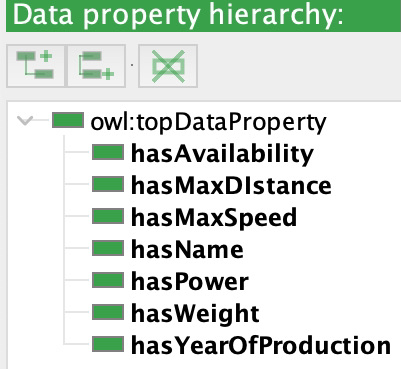 Data property hierarchy:
owl:topDataProperty
hasAvailability
hasMaxDIstance
hasMaxSpeed
hasName
hasPower
hasWeight
hasYearOfProduction